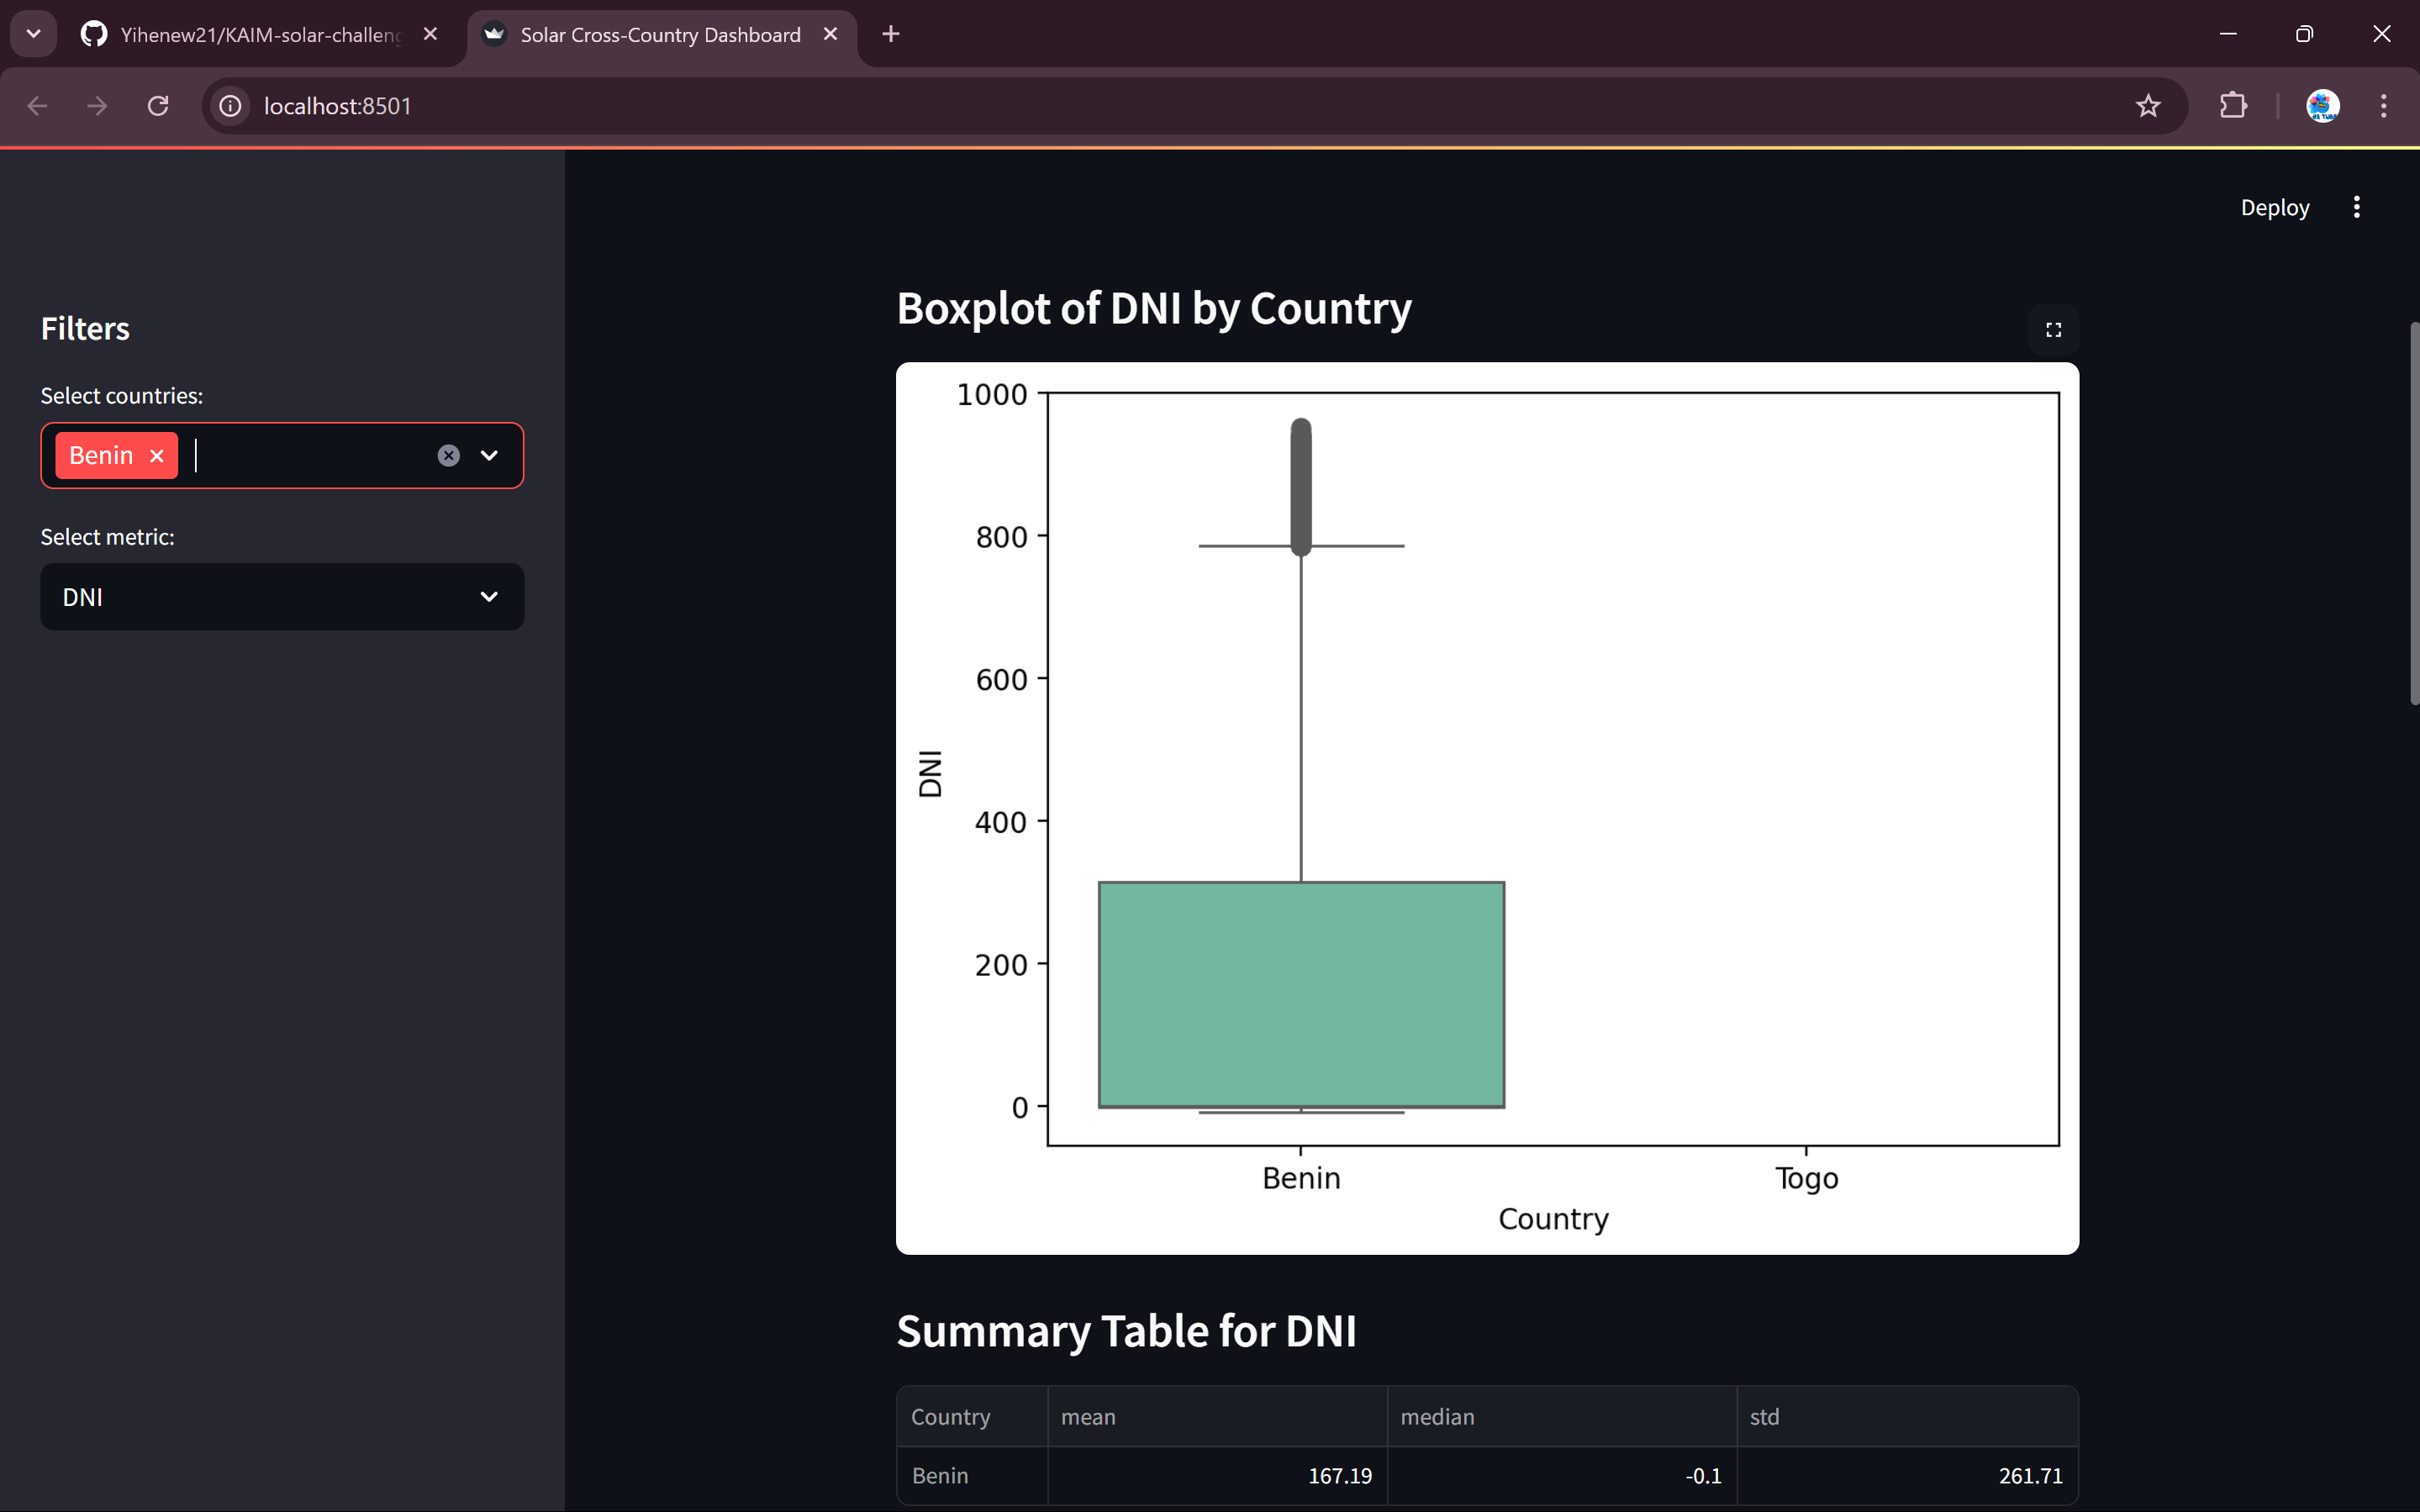 Yihenew21/KAIM-solar-challeng
Solar Cross-Country Dashboard
localhost:8501
Deploy
Filters
Select countries:
Benin
Select metric:
DNI
Boxplot of DNI by Country
1000
800
600
400
200
0
DNI
Benin
Togo
Country
Summary Table for DNI
Country mean median std
Benin 167.19 -0.1 261.71